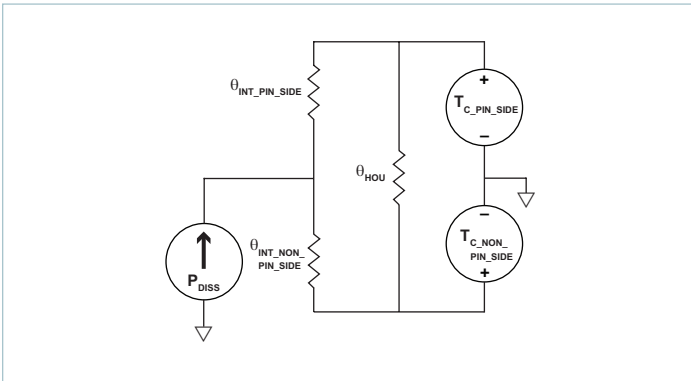 θINT_PIN_SIDE
+
TC_PIN_SIDE
−
θHOU
−
θINT_NON_
PIN_SIDE
TC_NON_
PIN_SIDE
+
PDISS